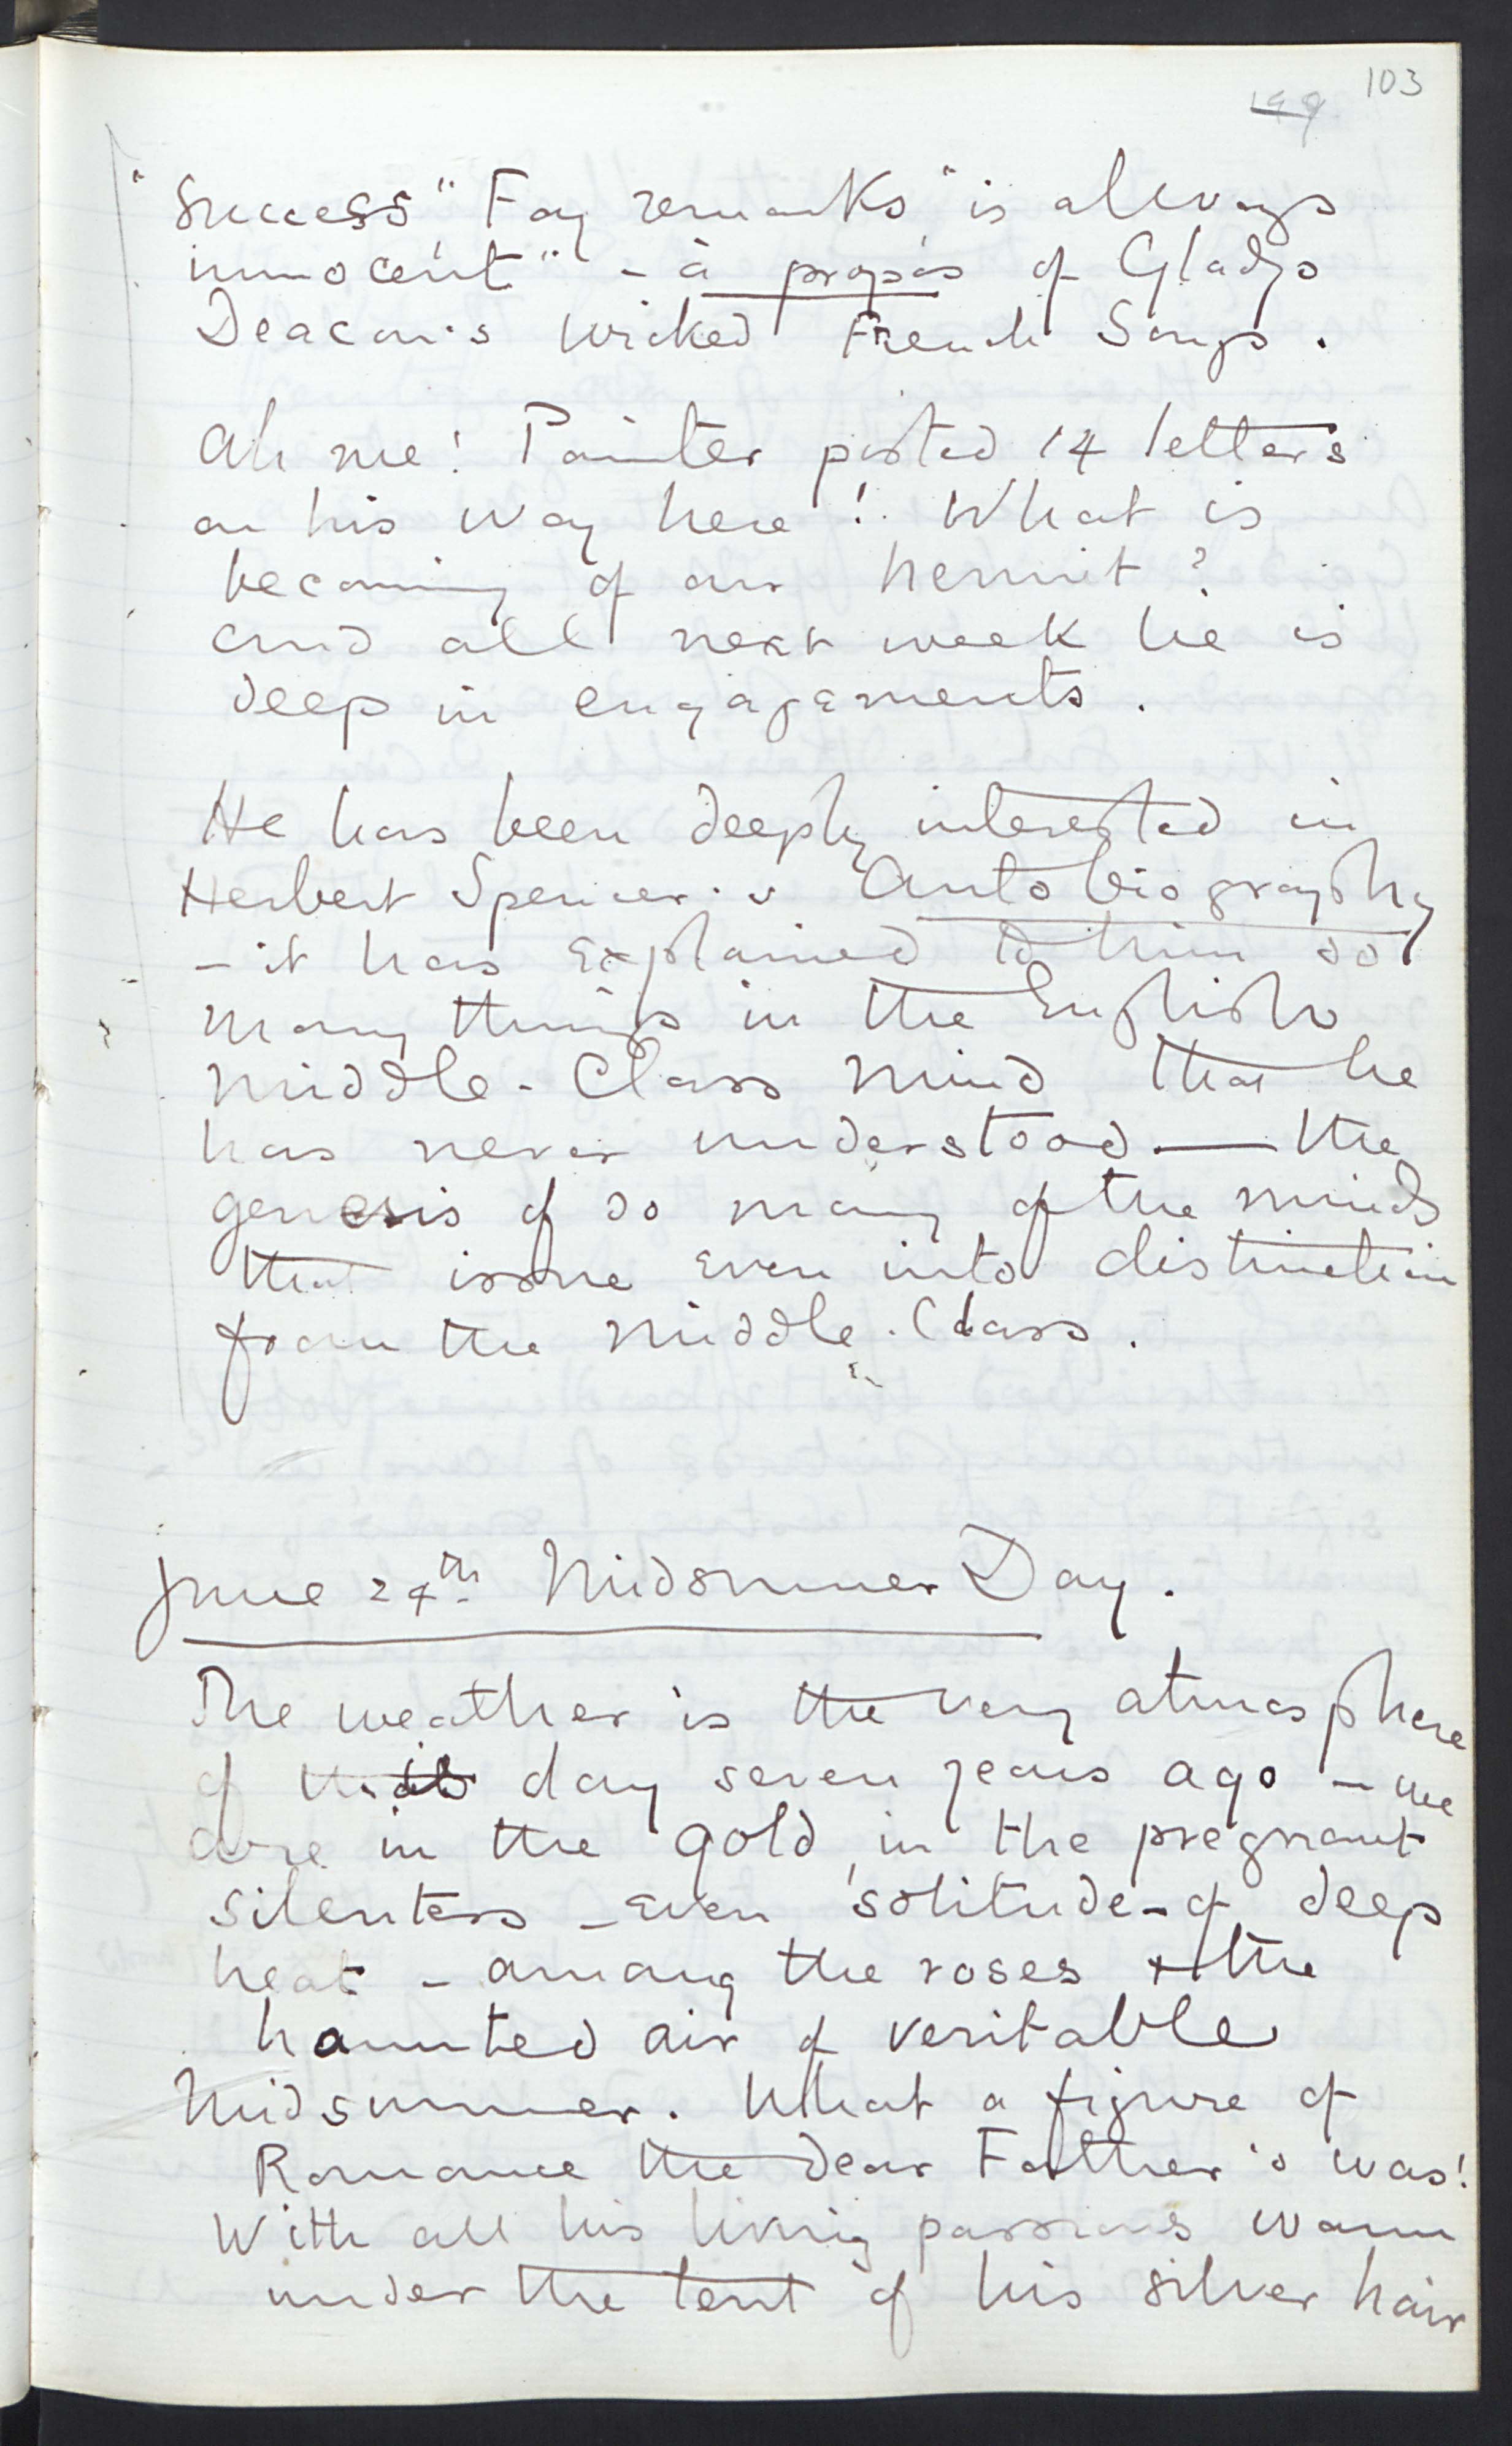 103
199
"Success" Fay remarks "is always
innocent" - à propos of Gladys
Deacon's wicked French Songs.
Ah me! Painter posted 14 letters
on his way here! What is
becoming of our hermit?
And all next week he is
deep in engagements.
He has been deeply interested in
Herbert Spencer's Autobiography
- it has explained to him so
many things in the English
Middle-Class mind that he
has never understood — the
genesis of so many of the minds
that issue even into distinction
from the Middle-Class.
June 24th Midsummer Day.
The weather is the very atmosphere
of day seven years ago - we
are in the gold, in the pregnant
silentess - even solitude - of deep
heat - among the roses + the
haunted air of veritable
Midsummer. What a figure of
Romance the dear Father's was!
With all his living passions warm
under the tent of his silver hair